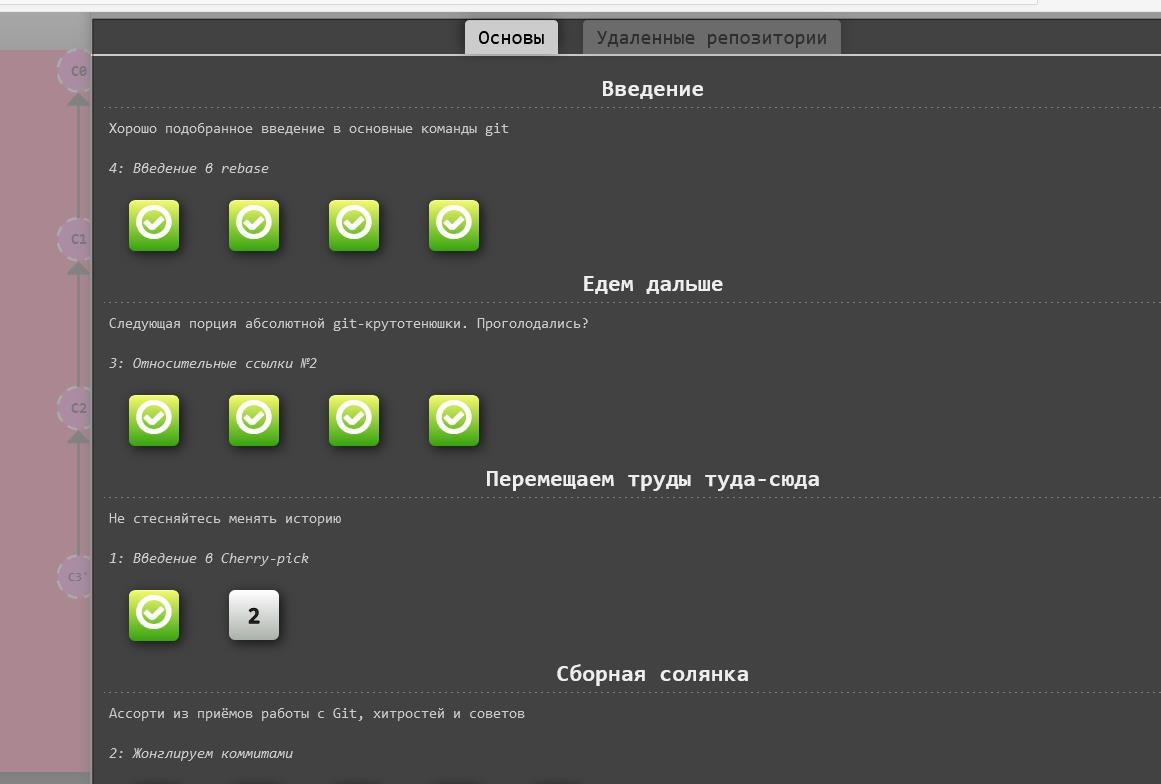 Основы
Удаленные репозитории
C0
C1
C2
C3'
Введение
Хорошо подобранное введение в основные команды git
4: Введение в rebase
Едем дальше
Следующая порция абсолютной git-крутотенюшки. Проголодались?
3: Относительные ссылки №2
Перемещаем труды туда-сюда
Не стесняйтесь менять историю
1: Введение в Cherry-pick
2
Сборная солянка
Ассорти из приёмов работы с Git, хитростей и советов
2: Жонглируем коммитами